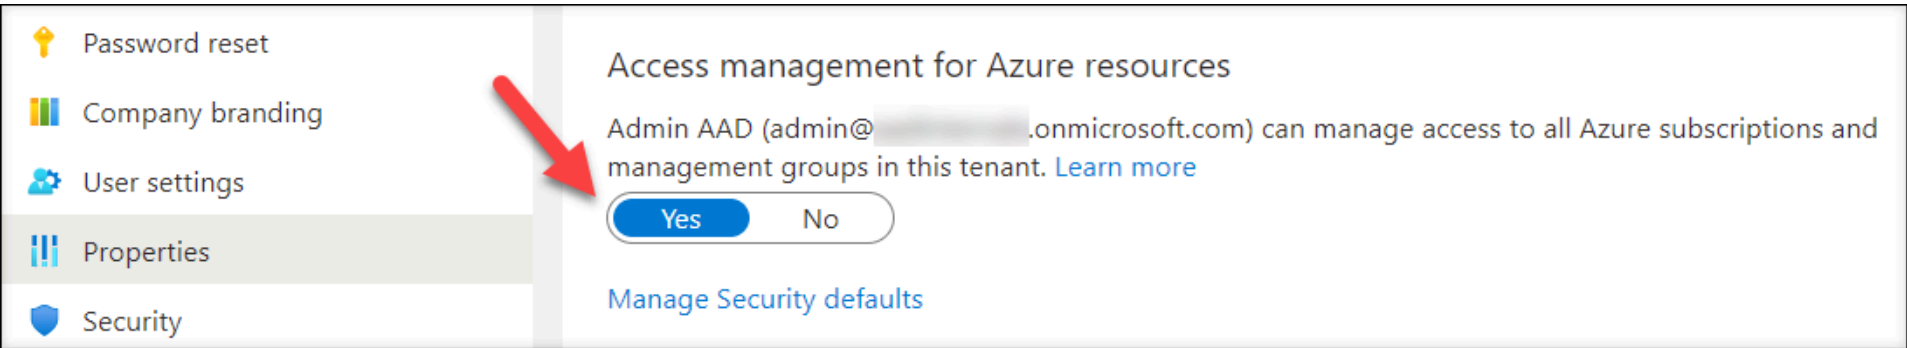 Password reset
Company branding
User settings
Properties
Security
Access management for Azure resources
Admin AAD (admin@ .onmicrosoft.com) can manage access to all Azure subscriptions and
management groups in this tenant. Learn more
Yes No
Manage Security defaults